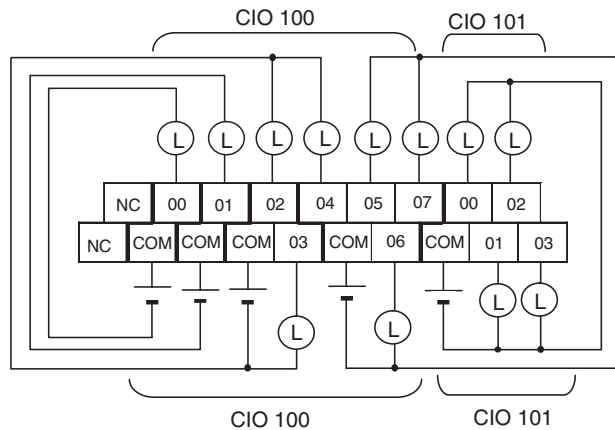 CIO 100 CIO 101
L L L L L L L L
NC 00 01 02 04 05 07 00 02
NC COM COM COM 03 COM 06 COM 01 03
L L L L
CIO 100 CIO 101